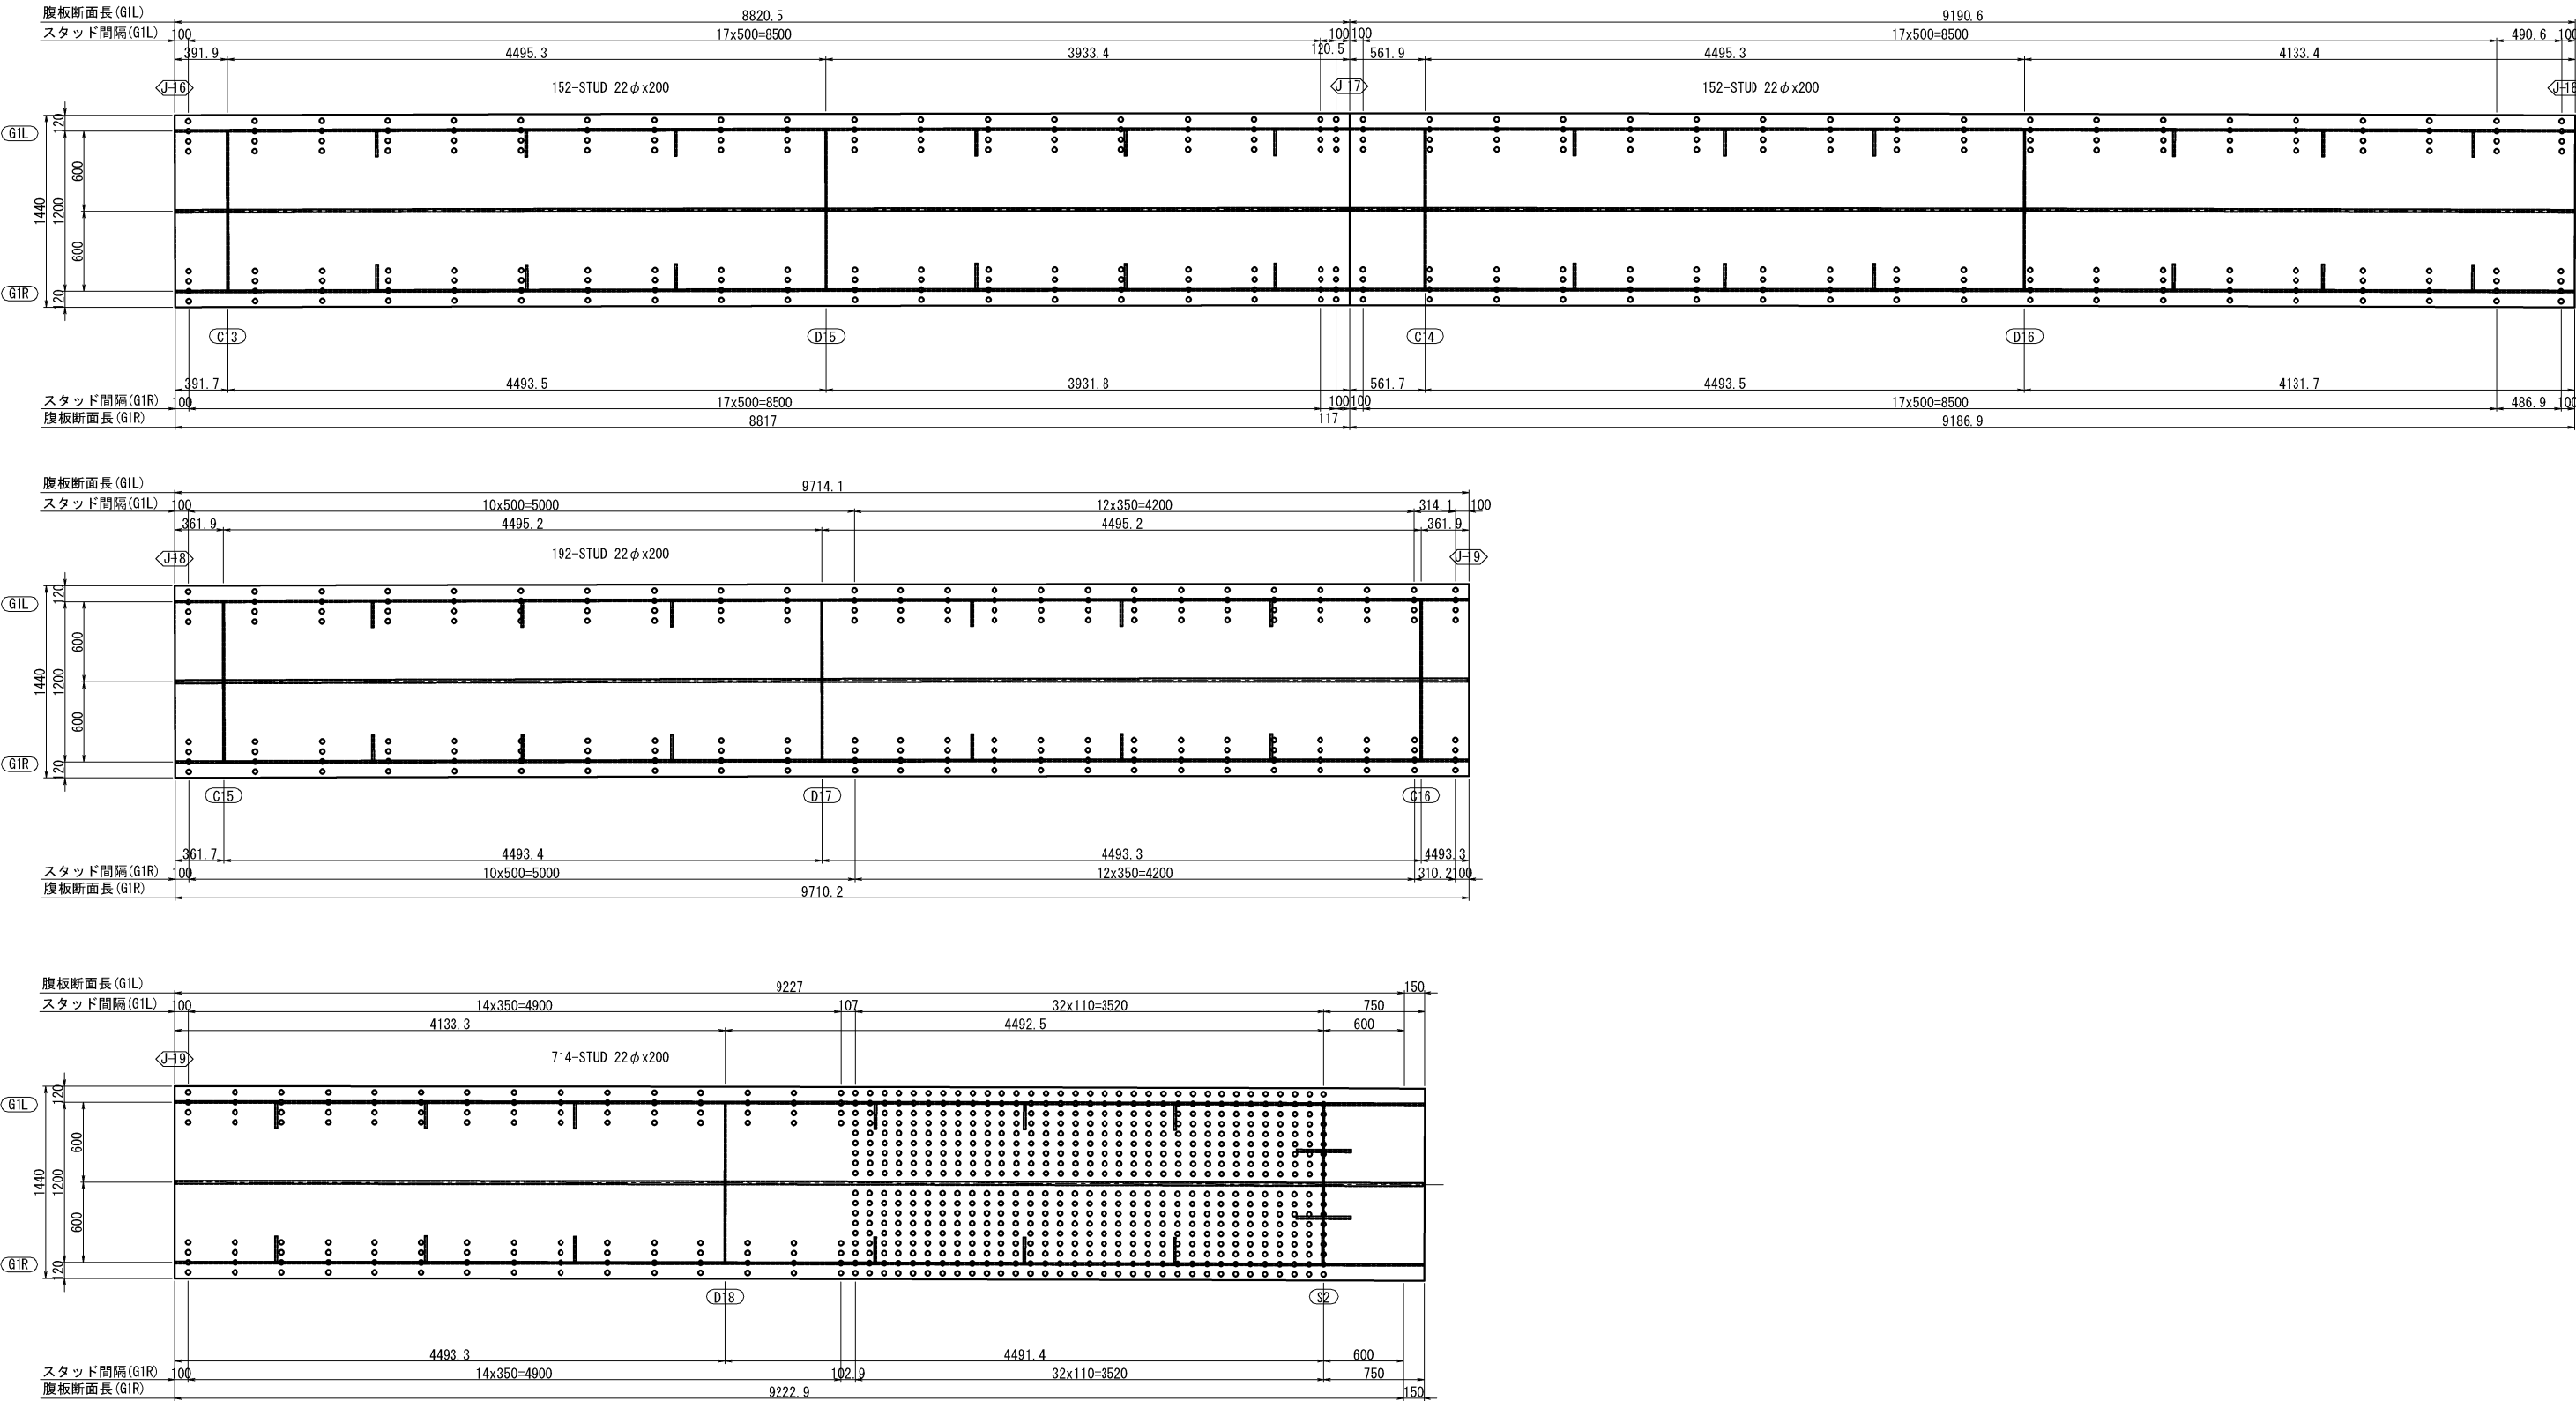 腹板断面長(G1L) 8820.5 9190.6
スタッド間隔(G1L) 100 17x500=8500 100 100 17x500=8500 490.6 100
120.5
391.9 4495.3 3933.4 561.9 4495.3 4133.4
J-16 152-STUD 22φx200 J-17 152-STUD 22φx200 J-18
G1L 120
600
1440 1200
600
G1R 120
C13 D15 C14 D16
391.7 4493.5 3931.8 561.7 4493.5 4131.7
スタッド間隔(G1R) 100 17x500=8500 100 100 17x500=8500 486.9 100
117
腹板断面長(G1R) 8817 9186.9
腹板断面長(G1L) 9714.1
スタッド間隔(G1L) 100 10x500=5000 12x350=4200 314.1 100
361.9 4495.2 4495.2 361.9
J-18 192-STUD 22φx200 J-19
G1L 120
600
1440 1200
600
G1R 120
C15 D17 C16
361.7 4493.4 4493.3 4493.3
スタッド間隔(G1R) 100 10x500=5000 12x350=4200 310.2 100
腹板断面長(G1R) 9710.2
腹板断面長(G1L) 9227 150
スタッド間隔(G1L) 100 14x350=4900 107 32x110=3520 750
4133.3 4492.5 600
J-19 714-STUD 22φx200
G1L 120
600
1440 1200
600
G1R 120
D18 S2
4493.3 4491.4 600
スタッド間隔(G1R) 100 14x350=4900 102.9 32x110=3520 750
腹板断面長(G1R) 9222.9 150